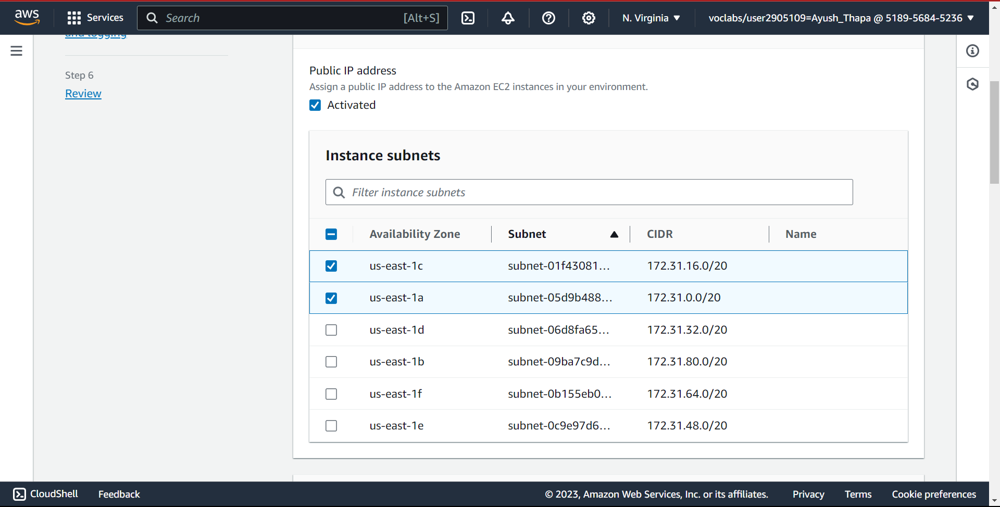 aws
Services
Search
[Alt+S]
N. Virginia
voclabs/user2905109=Ayush_Thapa @ 5189-5684-5236
and logging
Step 6
Review
Public IP address
Assign a public IP address to the Amazon EC2 instances in your environment.
Activated
Instance subnets
Filter instance subnets
Availability Zone Subnet CIDR Name
us-east-1c subnet-01f43081... 172.31.16.0/20
us-east-1a subnet-05d9b488... 172.31.0.0/20
us-east-1d subnet-06d8fa65... 172.31.32.0/20
us-east-1b subnet-09ba7c9d... 172.31.80.0/20
us-east-1f subnet-0b155eb0... 172.31.64.0/20
us-east-1e subnet-0c9e97d6... 172.31.48.0/20
CloudShell Feedback © 2023, Amazon Web Services, Inc. or its affiliates. Privacy Terms Cookie preferences